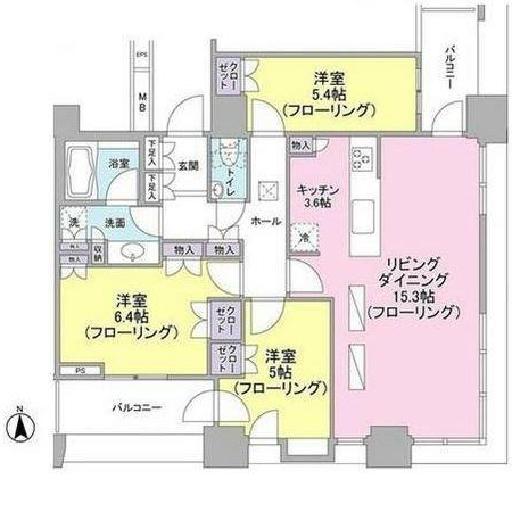 バルコニー
EPS
MB
クローゼット
洋室
5.4帖
(フローリング)
浴室
下足入
玄関
下足入
トイレ
物入
キッチン
3.6帖
洗
洗面
ホール
冷
リビング
ダイニング
15.3帖
(フローリング)
物入
収納
物入
物入
洋室
6.4帖
(フローリング)
クローゼット
クローゼット
洋室
5帖
(フローリング)
PS
バルコニー
N